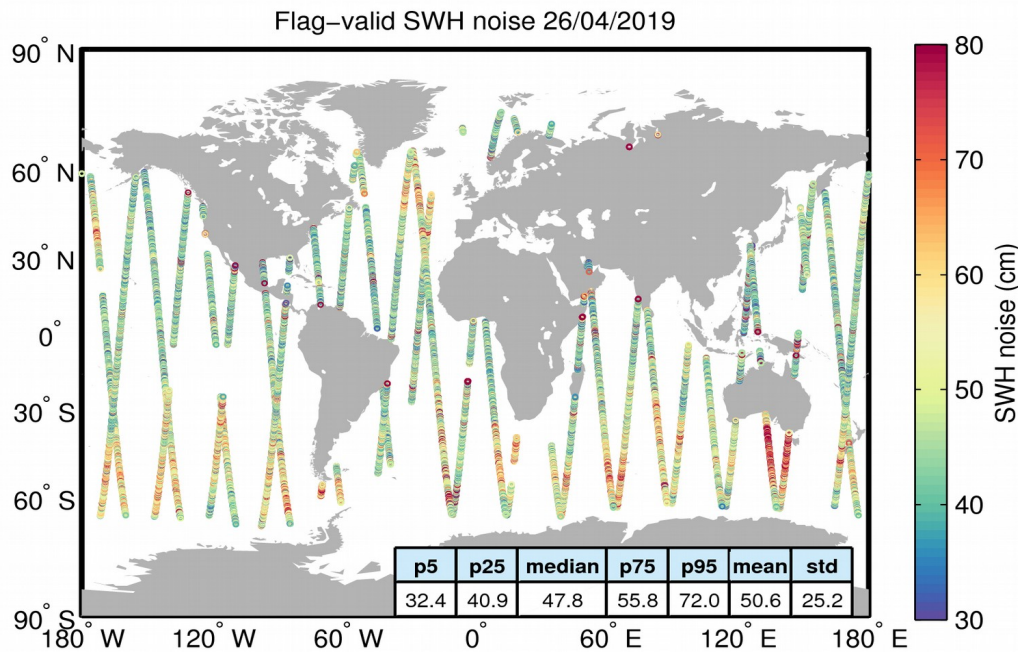 Flag–valid SWH noise 26/04/2019
90° N
60° N
30° N
0°
30° S
60° S
90° S
180° W
120° W
60° W
0°
60° E
120° E
180° E
p5 p25 median p75 p95 mean std
32.4 40.9 47.8 55.8 72.0 50.6 25.2
80
70
60
50
40
30
SWH noise (cm)